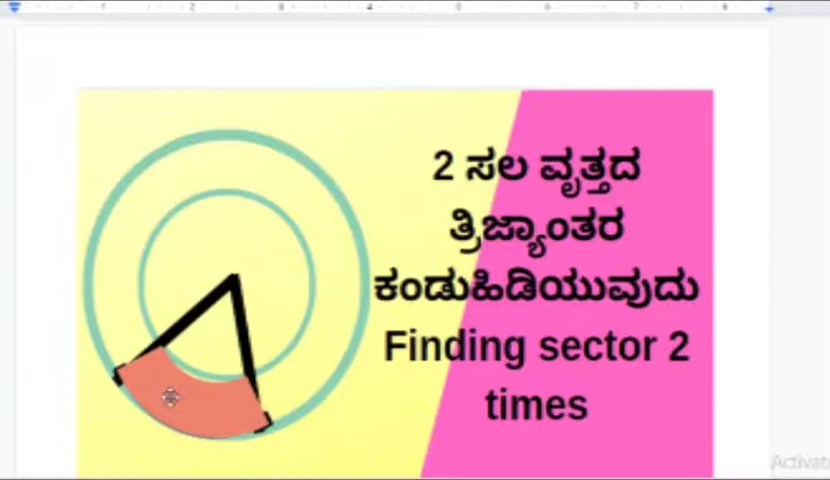 2 ಸಲ ವೃತ್ತದ
ತ್ರಿಜ್ಯಾಂತರ
ಕಂಡುಹಿಡಿಯುವುದು
Finding sector 2
times